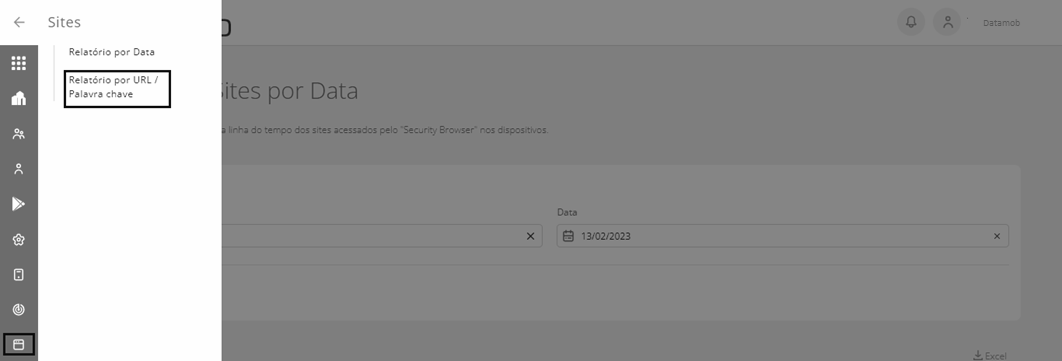 Sites
Datamob
Relatório por Data
Relatório por URL /
Palavra chave
Sites por Data
a linha do tempo dos sites acessados pelo "Security Browser" nos dispositivos.
Data
13/02/2023
Excel